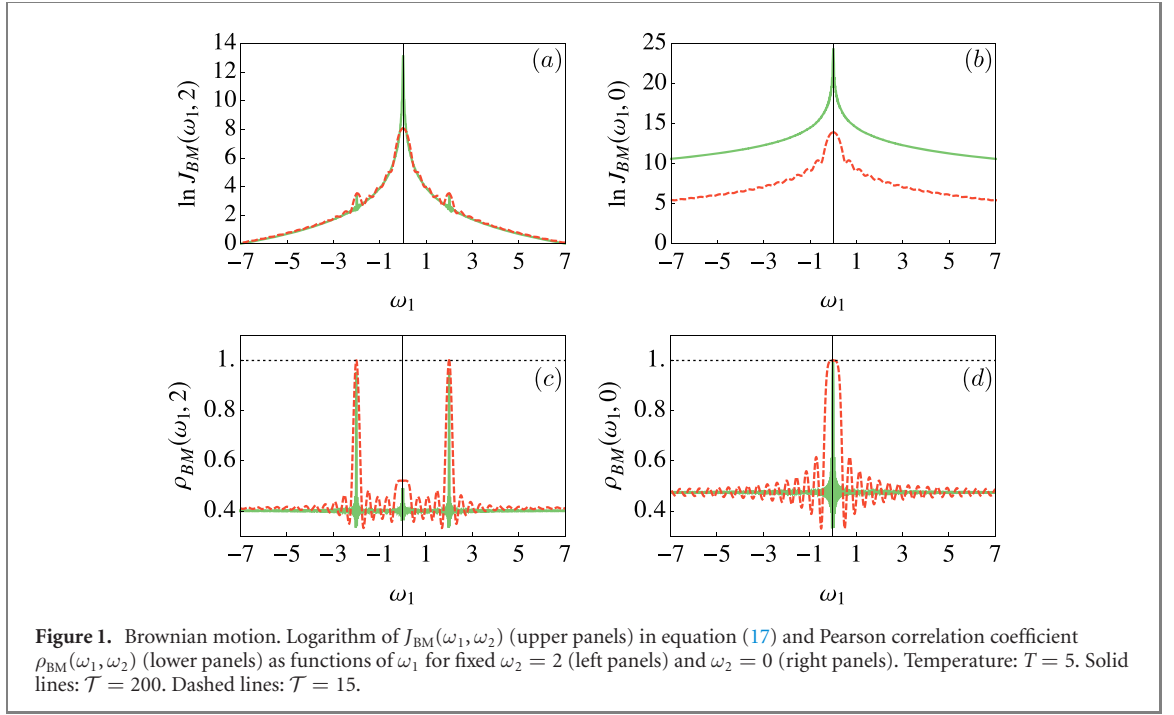 14
12
10
8
6
4
2
0
ln J_BM(ω₁, 2)
(a)
−7 −5 −3 −1 1 3 5 7
ω₁
25
20
15
10
5
0
ln J_BM(ω₁, 0)
(b)
−7 −5 −3 −1 1 3 5 7
ω₁
1.
0.8
0.6
0.4
ρ_BM(ω₁, 2)
(c)
−7 −5 −3 −1 1 3 5 7
ω₁
1.
0.8
0.6
0.4
ρ_BM(ω₁, 0)
(d)
−7 −5 −3 −1 1 3 5 7
ω₁
Figure 1. Brownian motion. Logarithm of J_BM(ω₁, ω₂) (upper panels) in equation (17) and Pearson correlation coefficient
ρ_BM(ω₁, ω₂) (lower panels) as functions of ω₁ for fixed ω₂ = 2 (left panels) and ω₂ = 0 (right panels). Temperature: T = 5. Solid
lines: 𝒯 = 200. Dashed lines: 𝒯 = 15.